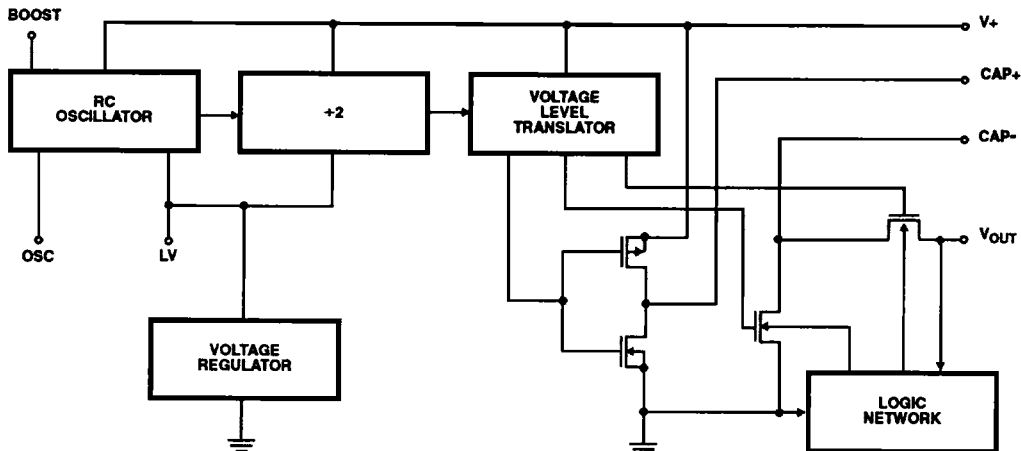 BOOST
V+
RC
OSCILLATOR
÷2
VOLTAGE
LEVEL
TRANSLATOR
CAP+
CAP-
OSC
LV
VOUT
VOLTAGE
REGULATOR
LOGIC
NETWORK